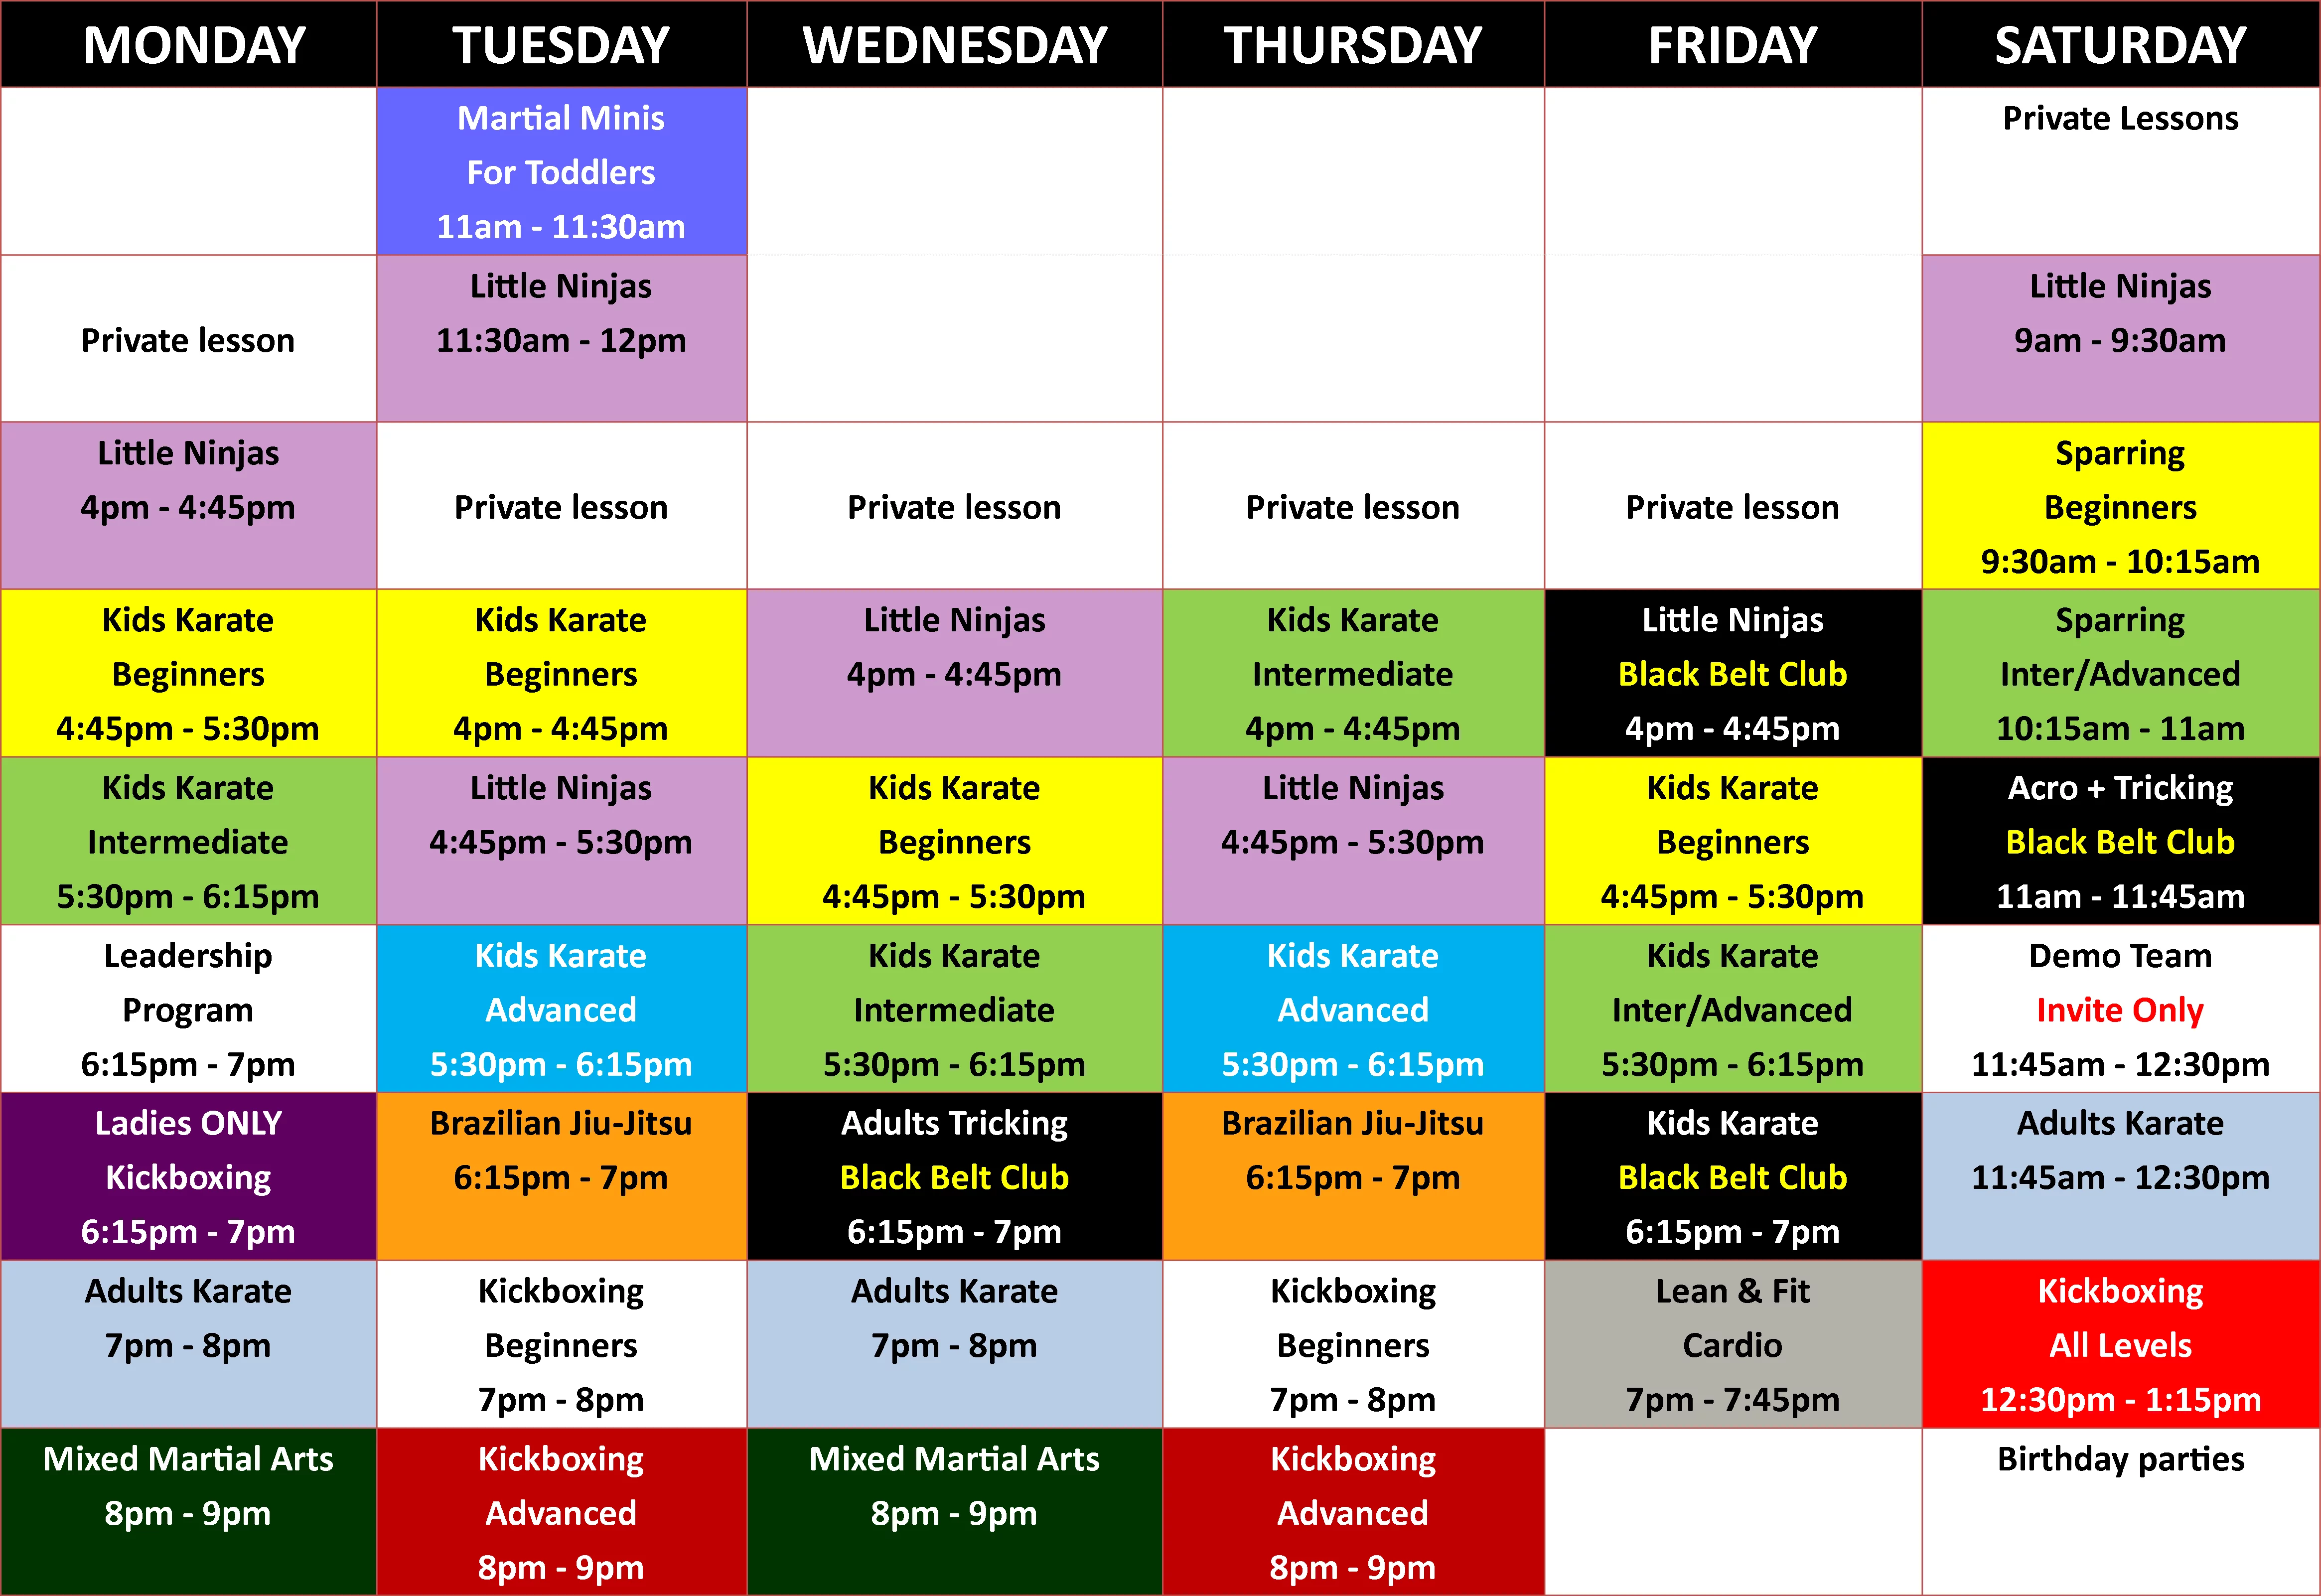 MONDAY TUESDAY WEDNESDAY THURSDAY FRIDAY SATURDAY
Martial Minis
For Toddlers
11am - 11:30am
Private Lessons
Private lesson
Little Ninjas
11:30am - 12pm
Little Ninjas
9am - 9:30am
Little Ninjas
4pm - 4:45pm
Private lesson
Private lesson
Private lesson
Private lesson
Sparring
Beginners
9:30am - 10:15am
Kids Karate
Beginners
4:45pm - 5:30pm
Kids Karate
Beginners
4pm - 4:45pm
Little Ninjas
4pm - 4:45pm
Kids Karate
Intermediate
4pm - 4:45pm
Little Ninjas
Black Belt Club
4pm - 4:45pm
Sparring
Inter/Advanced
10:15am - 11am
Kids Karate
Intermediate
5:30pm - 6:15pm
Little Ninjas
4:45pm - 5:30pm
Kids Karate
Beginners
4:45pm - 5:30pm
Little Ninjas
4:45pm - 5:30pm
Kids Karate
Beginners
4:45pm - 5:30pm
Acro + Tricking
Black Belt Club
11am - 11:45am
Leadership
Program
6:15pm - 7pm
Kids Karate
Advanced
5:30pm - 6:15pm
Kids Karate
Intermediate
5:30pm - 6:15pm
Kids Karate
Advanced
5:30pm - 6:15pm
Kids Karate
Inter/Advanced
5:30pm - 6:15pm
Demo Team
Invite Only
11:45am - 12:30pm
Ladies ONLY
Kickboxing
6:15pm - 7pm
Brazilian Jiu-Jitsu
6:15pm - 7pm
Adults Tricking
Black Belt Club
6:15pm - 7pm
Brazilian Jiu-Jitsu
6:15pm - 7pm
Kids Karate
Black Belt Club
6:15pm - 7pm
Adults Karate
11:45am - 12:30pm
Adults Karate
7pm - 8pm
Kickboxing
Beginners
7pm - 8pm
Adults Karate
7pm - 8pm
Kickboxing
Beginners
7pm - 8pm
Lean & Fit
Cardio
7pm - 7:45pm
Kickboxing
All Levels
12:30pm - 1:15pm
Mixed Martial Arts
8pm - 9pm
Kickboxing
Advanced
8pm - 9pm
Mixed Martial Arts
8pm - 9pm
Kickboxing
Advanced
8pm - 9pm
Birthday parties